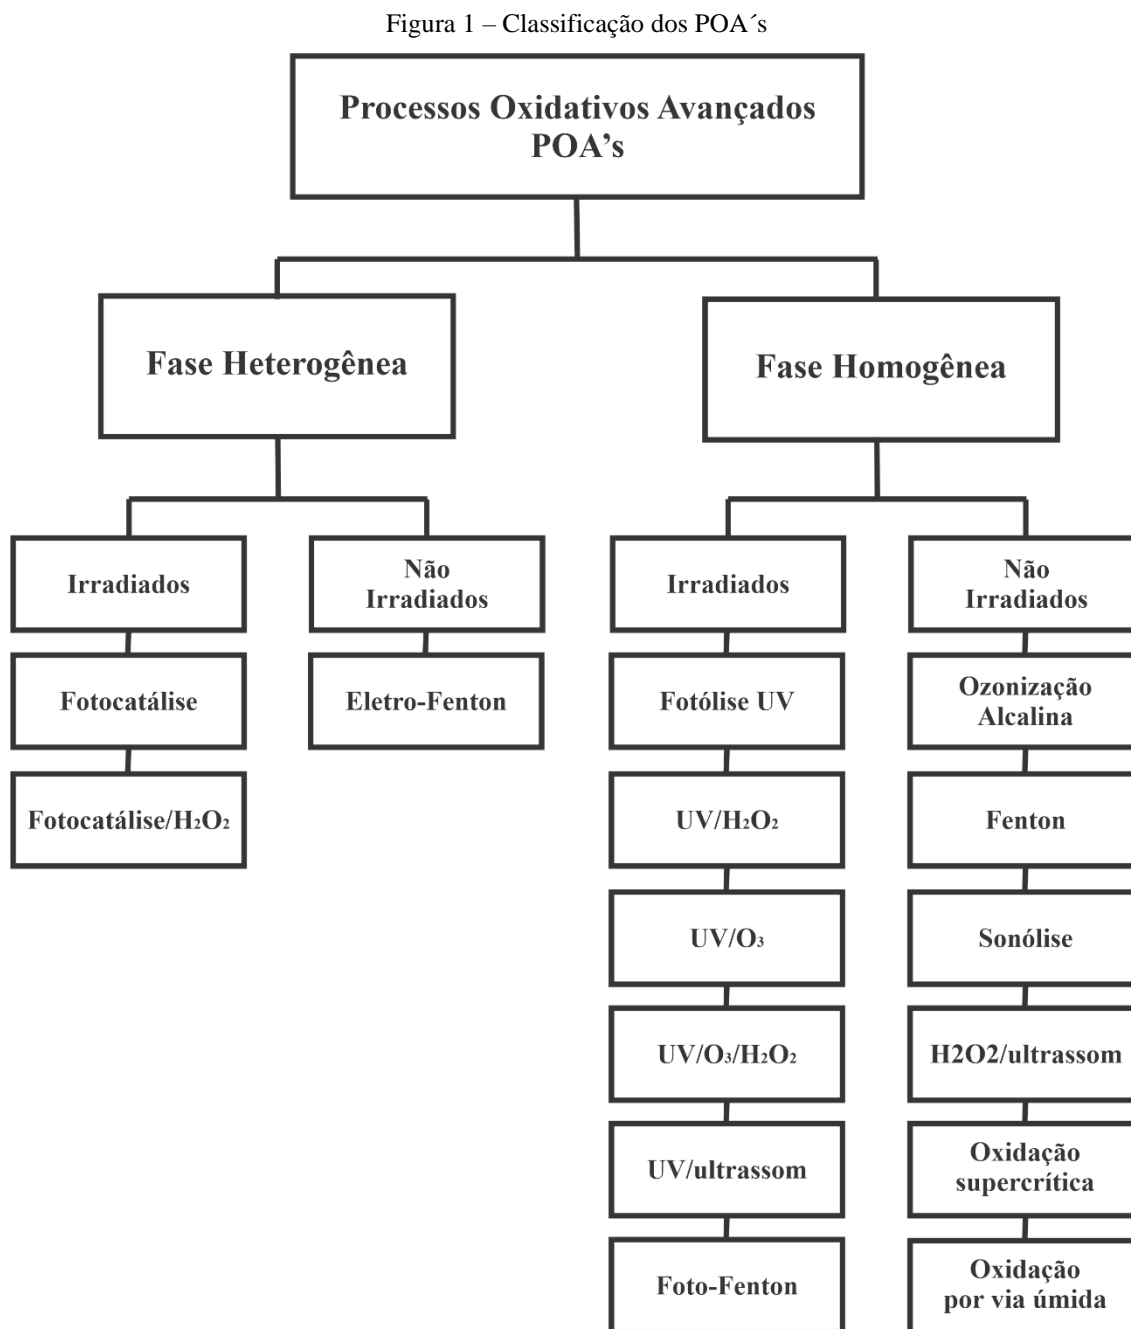 Figura 1 – Classificação dos POA´s
Processos Oxidativos Avançados
POA's
Fase Heterogênea
Fase Homogênea
Irradiados
Fotocatálise
Fotocatálise/H₂O₂
Não
Irradiados
Eletro-Fenton
Irradiados
Fotólise UV
UV/H₂O₂
UV/O₃
UV/O₃/H₂O₂
UV/ultrassom
Foto-Fenton
Não
Irradiados
Ozonização
Alcalina
Fenton
Sonólise
H2O2/ultrassom
Oxidação
supercrítica
Oxidação
por via úmida